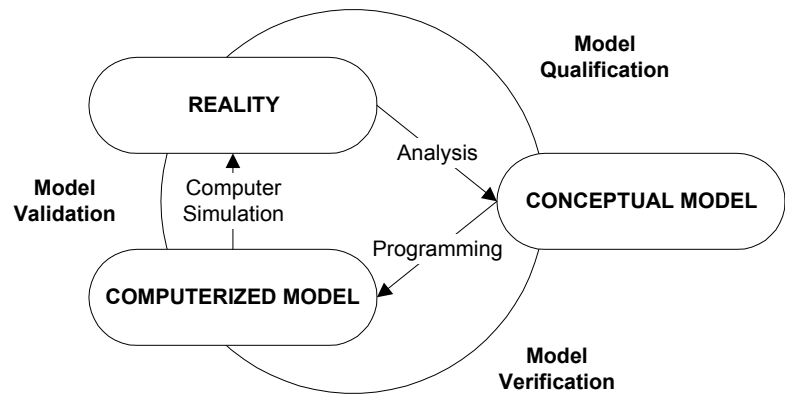 Model
Qualification
REALITY
Analysis
Model
Validation
Computer
Simulation
CONCEPTUAL MODEL
Programming
COMPUTERIZED MODEL
Model
Verification